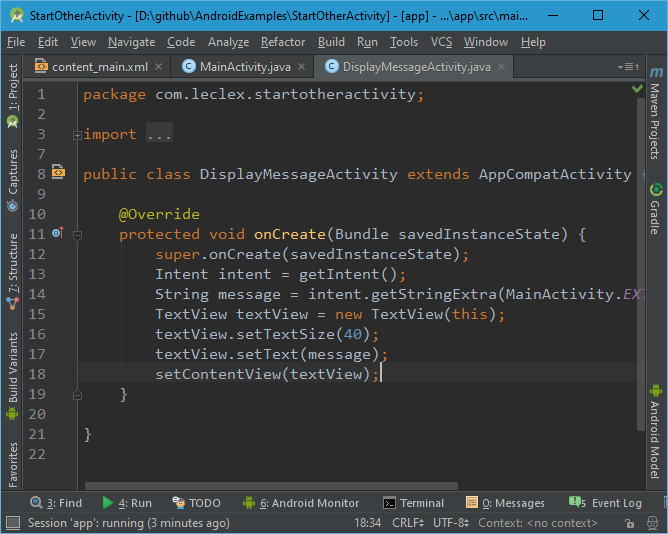 StartOtherActivity - [D:\github\AndroidExamples\StartOtherActivity] - [app] - ...\app\src\mai...
File Edit View Navigate Code Analyze Refactor Build Run Tools VCS Window Help
content_main.xml MainActivity.java DisplayMessageActivity.java 1
1 package com.leclex.startotheractivity;
2
3 import ...
7
8 public class DisplayMessageActivity extends AppCompatActivity {
9
10 @Override
11 protected void onCreate(Bundle savedInstanceState) {
12 super.onCreate(savedInstanceState);
13 Intent intent = getIntent();
14 String message = intent.getStringExtra(MainActivity.EXT
15 TextView textView = new TextView(this);
16 textView.setTextSize(40);
17 textView.setText(message);
18 setContentView(textView);
19 }
20
21 }
22
1: Project
Captures
7: Structure
Build Variants
Favorites
Maven Projects
Gradle
Android Model
3: Find 4: Run TODO 6: Android Monitor Terminal 0: Messages 5 Event Log
Session 'app': running (3 minutes ago) 18:34 CRLF UTF-8 Context: <no context>